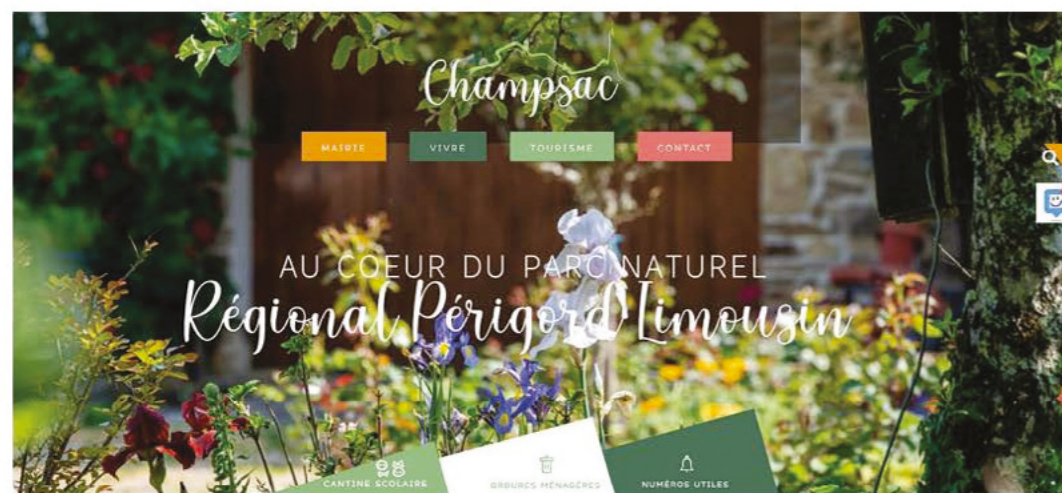 Champsac
MAIRIE VIVRE TOURISME CONTACT
AU COEUR DU PARC NATUREL
Régional Périgord Limousin
CANTINE SCOLAIRE ORDURES MÉNAGÈRES NUMÉROS UTILES